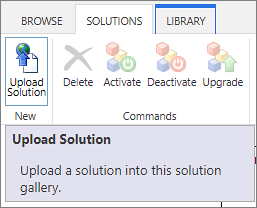 BROWSE SOLUTIONS LIBRARY
Upload
Solution
Delete Activate Deactivate Upgrade
New Commands
Upload Solution
Upload a solution into this solution
gallery.